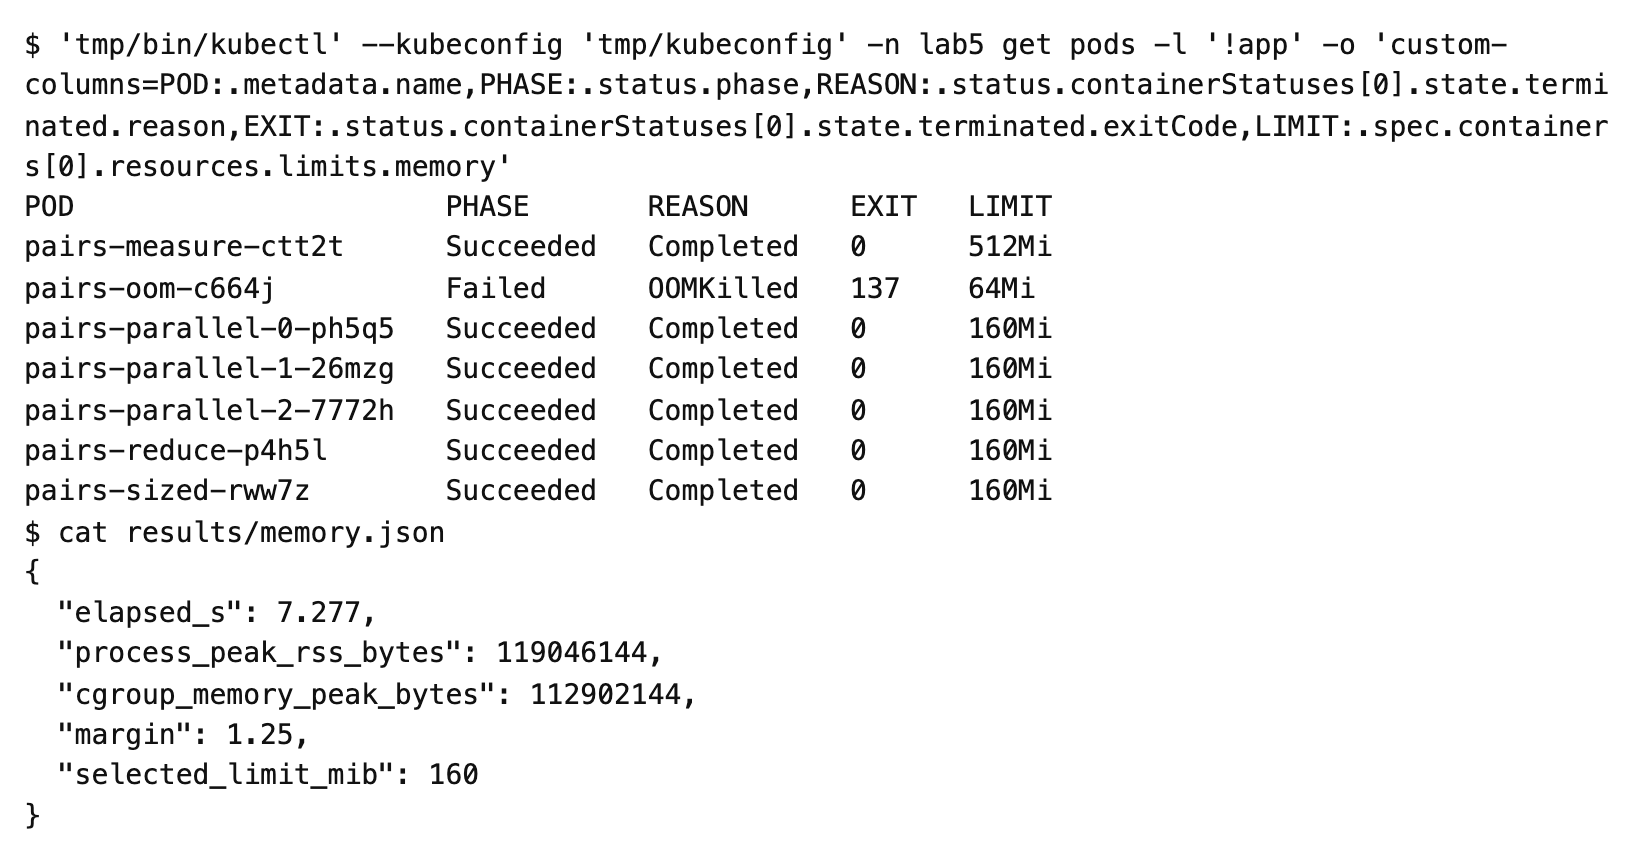 $ 'tmp/bin/kubectl' --kubeconfig 'tmp/kubeconfig' -n lab5 get pods -l '!app' -o 'custom-
columns=POD:.metadata.name,PHASE:.status.phase,REASON:.status.containerStatuses[0].state.termi
nated.reason,EXIT:.status.containerStatuses[0].state.terminated.exitCode,LIMIT:.spec.container
s[0].resources.limits.memory'
POD                      PHASE       REASON      EXIT   LIMIT
pairs-measure-ctt2t      Succeeded   Completed   0      512Mi
pairs-oom-c664j          Failed      OOMKilled   137    64Mi
pairs-parallel-0-ph5q5   Succeeded   Completed   0      160Mi
pairs-parallel-1-26mzg   Succeeded   Completed   0      160Mi
pairs-parallel-2-7772h   Succeeded   Completed   0      160Mi
pairs-reduce-p4h5l       Succeeded   Completed   0      160Mi
pairs-sized-rww7z        Succeeded   Completed   0      160Mi
$ cat results/memory.json
{
  "elapsed_s": 7.277,
  "process_peak_rss_bytes": 119046144,
  "cgroup_memory_peak_bytes": 112902144,
  "margin": 1.25,
  "selected_limit_mib": 160
}